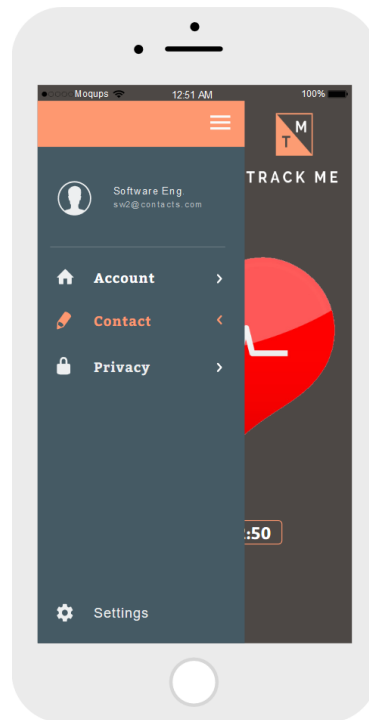 Moqups 12:51 AM 100%
M
T
TRACK ME
Software Eng.
sw2@contacts.com
Account
Contact
Privacy
:50
Settings